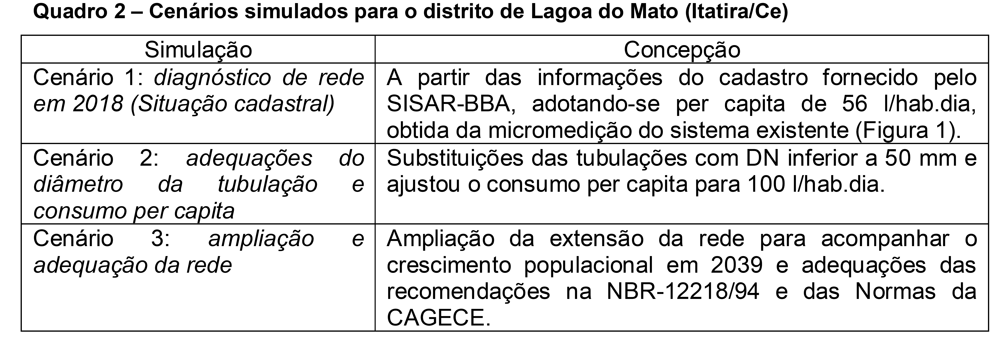 Quadro 2 – Cenários simulados para o distrito de Lagoa do Mato (Itatira/Ce)
Simulação
Concepção
Cenário 1: diagnóstico de rede
em 2018 (Situação cadastral)
A partir das informações do cadastro fornecido pelo
SISAR-BBA, adotando-se per capita de 56 l/hab.dia,
obtida da micromedição do sistema existente (Figura 1).
Cenário 2: adequações do
diâmetro da tubulação e
consumo per capita
Substituições das tubulações com DN inferior a 50 mm e
ajustou o consumo per capita para 100 l/hab.dia.
Cenário 3: ampliação e
adequação da rede
Ampliação da extensão da rede para acompanhar o
crescimento populacional em 2039 e adequações das
recomendações na NBR-12218/94 e das Normas da
CAGECE.